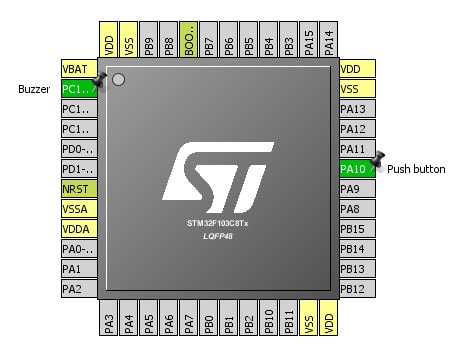 VDD
VSS
PB9
PB8
BOO..
PB7
PB6
PB5
PB4
PB3
PA15
PA14
VBAT
Buzzer
PC1..
PC1..
PC1..
PD0-..
PD1-..
NRST
VSSA
VDDA
PA0-..
PA1
PA2
ST
STM32F103C8Tx
LQFP48
VDD
VSS
PA13
PA12
PA11
PA10
Push button
PA9
PA8
PB15
PB14
PB13
PB12
PA3
PA4
PA5
PA6
PA7
PB0
PB1
PB2
PB10
PB11
VSS
VDD